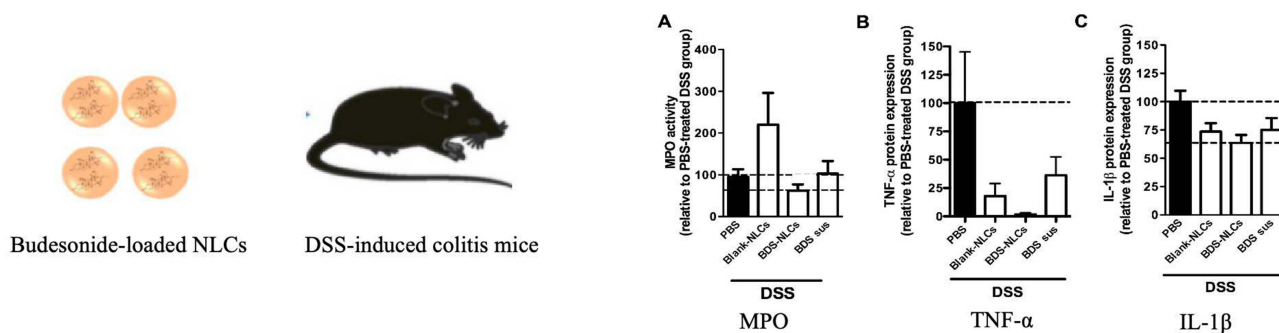 Budesonide-loaded NLCs
DSS-induced colitis mice
A
MPO activity
(relative to PBS-treated DSS group)
400
300
200
100
0
PBS
Blank-NLCs
BDS-NLCs
BDS sus
DSS
MPO
B
TNF-α protein expression
(relative to PBS-treated DSS group)
150
125
100
75
50
25
0
PBS
Blank-NLCs
BDS-NLCs
BDS sus
DSS
TNF-α
C
IL-1β protein expression
(relative to PBS-treated DSS group)
150
125
100
75
50
25
0
PBS
Blank-NLCs
BDS-NLCs
BDS sus
DSS
IL-1β